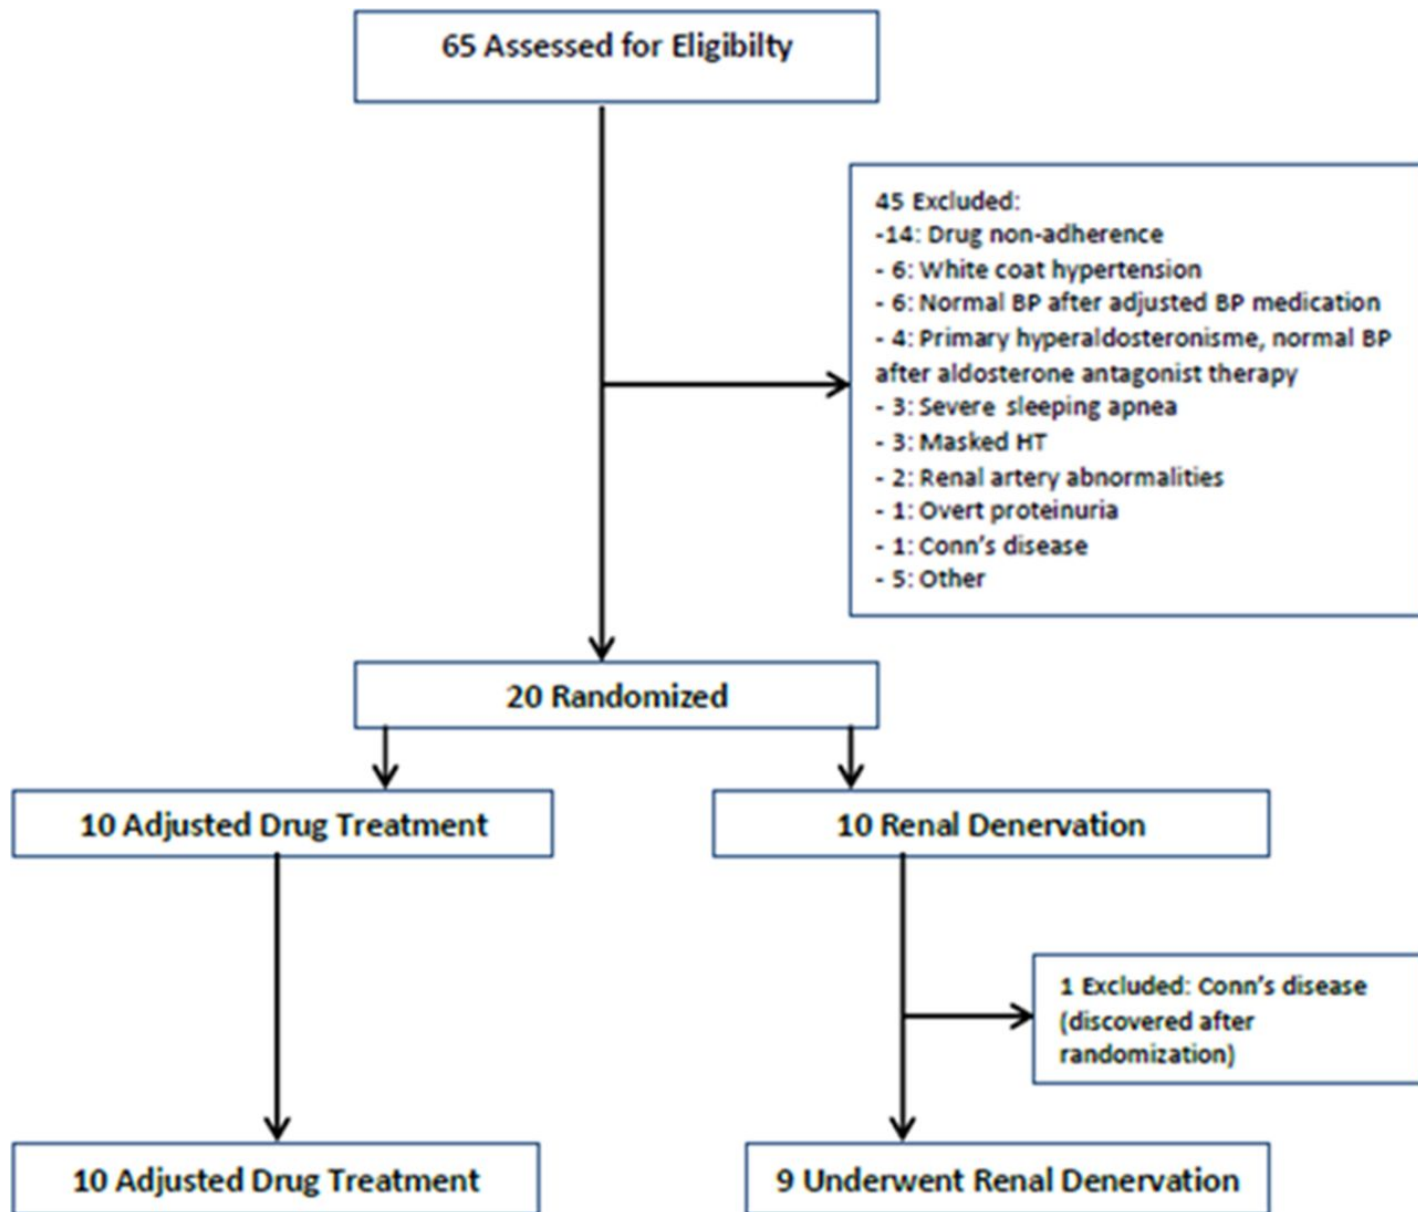 65 Assessed for Eligibilty
45 Excluded:
-14: Drug non-adherence
- 6: White coat hypertension
- 6: Normal BP after adjusted BP medication
- 4: Primary hyperaldosteronisme, normal BP
after aldosterone antagonist therapy
- 3: Severe sleeping apnea
- 3: Masked HT
- 2: Renal artery abnormalities
- 1: Overt proteinuria
- 1: Conn's disease
- 5: Other
20 Randomized
10 Adjusted Drug Treatment
10 Renal Denervation
1 Excluded: Conn's disease
(discovered after
randomization)
10 Adjusted Drug Treatment
9 Underwent Renal Denervation